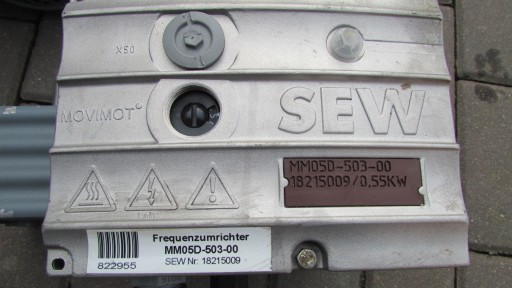 X50
MOVIMOT®
SEW
MM05D-503-00
18215009/0,55KW
Frequenzumrichter
MM05D-503-00
SEW Nr: 18215009
822955